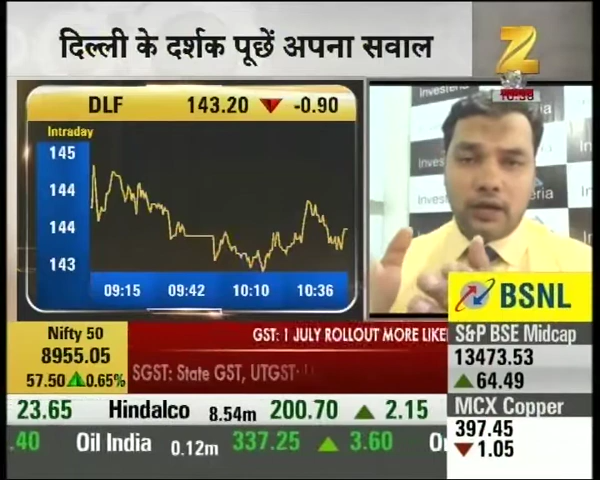 दिल्ली के दर्शक पूछें अपना सवाल
DLF 143.20 -0.90
Intraday
145
144
144
143
09:15 09:42 10:10 10:36
10:36
Investeria
BSNL
Nifty 50
8955.05
57.50 0.65%
GST: 1 JULY ROLLOUT MORE LIKE
SGST: State GST, UTGST:
S&P BSE Midcap
13473.53
64.49
MCX Copper
397.45
1.05
23.65 Hindalco 8.54m 200.70 2.15
.40 Oil India 0.12m 337.25 3.60